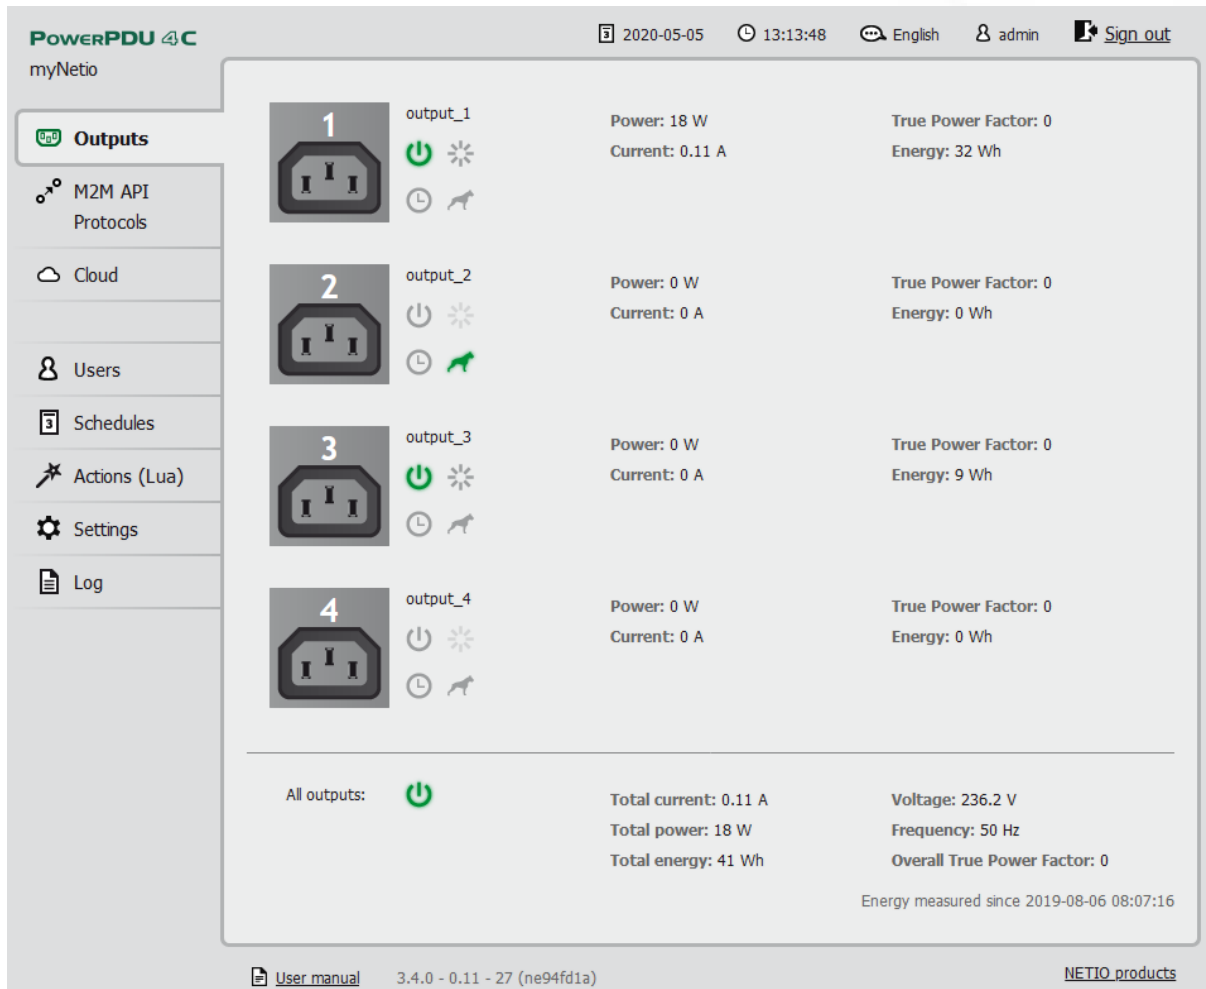 PowerPDU 4C
myNetio
2020-05-05 13:13:48 English admin Sign out
Outputs
M2M API
Protocols
Cloud
Users
3 Schedules
Actions (Lua)
Settings
Log
1
output_1
Power: 18 W
Current: 0.11 A
True Power Factor: 0
Energy: 32 Wh
2
output_2
Power: 0 W
Current: 0 A
True Power Factor: 0
Energy: 0 Wh
3
output_3
Power: 0 W
Current: 0 A
True Power Factor: 0
Energy: 9 Wh
4
output_4
Power: 0 W
Current: 0 A
True Power Factor: 0
Energy: 0 Wh
All outputs:
Total current: 0.11 A
Total power: 18 W
Total energy: 41 Wh
Voltage: 236.2 V
Frequency: 50 Hz
Overall True Power Factor: 0
Energy measured since 2019-08-06 08:07:16
User manual 3.4.0 - 0.11 - 27 (ne94fd1a) NETIO products